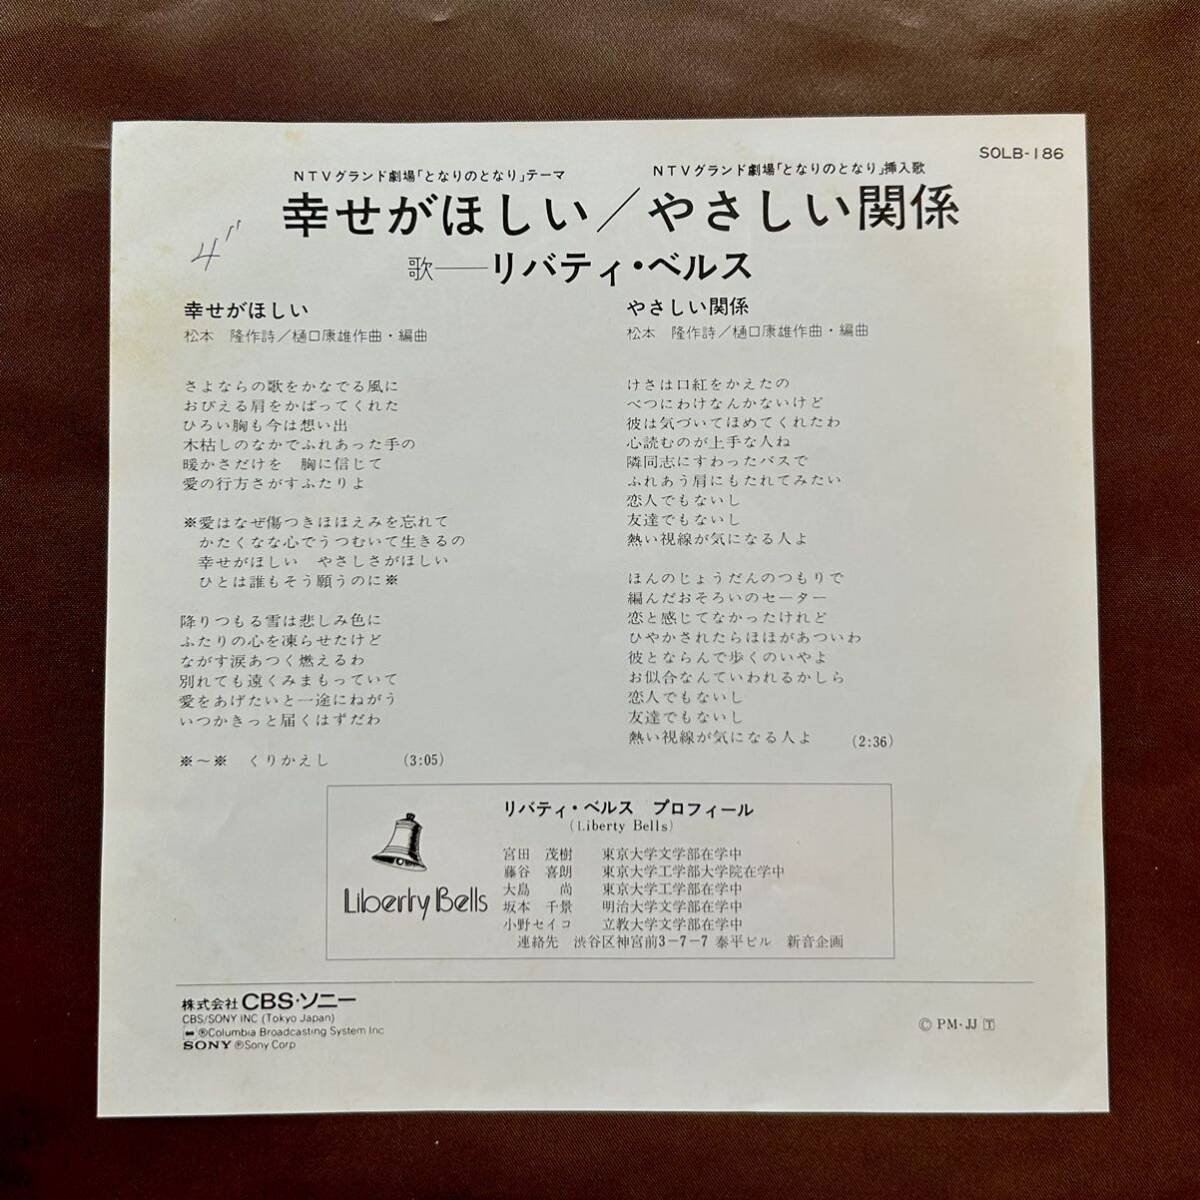 SOLB-186
NTVグランド劇場「となりのとなり」テーマ
NTVグランド劇場「となりのとなり」挿入歌
幸せがほしい／やさしい関係
4"
歌──リバティ・ベルス
幸せがほしい
松本　隆作詩／樋口康雄作曲・編曲
さよならの歌をかなでる風に
おびえる肩をかばってくれた
ひろい胸も今は想い出
木枯しのなかでふれあった手の
暖かさだけを　胸に信じて
愛の行方さがすふたりよ
※愛はなぜ傷つきほほえみを忘れて
かたくなな心でうつむいて生きるの
幸せがほしい　やさしさがほしい
ひとは誰もそう願うのに※
降りつもる雪は悲しみ色に
ふたりの心を凍らせたけど
ながす涙あつく燃えるわ
別れても遠くみまもっていて
愛をあげたいと一途にねがう
いつかきっと届くはずだわ
※～※　くりかえし　(3:05)
やさしい関係
松本　隆作詩／樋口康雄作曲・編曲
けさは口紅をかえたの
べつにわけなんかないけど
彼は気づいてほめてくれたわ
心読むのが上手な人ね
隣同志にすわったバスで
ふれあう肩にもたれてみたい
恋人でもないし
友達でもないし
熱い視線が気になる人よ
ほんのじょうだんのつもりで
編んだおそろいのセーター
恋と感じてなかったけれど
ひやかされたらほほがあついわ
彼とならんで歩くのいやよ
お似合なんていわれるかしら
恋人でもないし
友達でもないし
熱い視線が気になる人よ　(2:36)
Liberty Bells
リバティ・ベルス　プロフィール
(Liberty Bells)
宮田　茂樹　東京大学文学部在学中
藤谷　喜朗　東京大学工学部大学院在学中
大島　尚　東京大学工学部在学中
坂本　千景　明治大学文学部在学中
小野セイコ　立教大学文学部在学中
連絡先　渋谷区神宮前3-7-7 泰平ビル　新音企画
株式会社 CBS・ソニー
CBS/SONY INC (Tokyo Japan)
®Columbia Broadcasting System Inc
SONY ®Sony Corp
© PM・JJ T